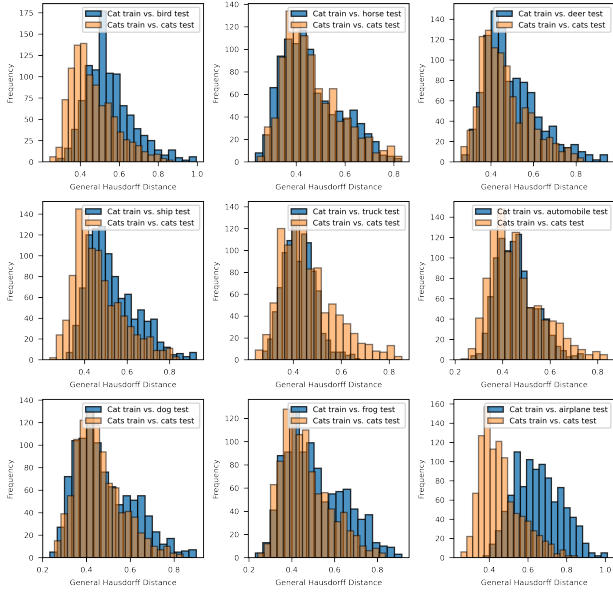 Cat train vs. bird test
Cats train vs. cats test
Frequency
175
150
125
100
75
50
25
0
0.4
0.6
0.8
1.0
General Hausdorf Distance
Cat train vs. horse test
Cats train vs. cats test
Frequency
140
120
100
80
60
40
20
0
0.4
0.6
0.8
General Hausdorf Distance
Cat train vs. deer test
Cats train vs. cats test
Frequency
140
120
100
80
60
40
20
0
0.4
0.6
0.8
General Hausdorf Distance
Cat train vs. ship test
Cats train vs. cats test
Frequency
140
120
100
80
60
40
20
0
0.4
0.6
0.8
General Hausdorf Distance
Cat train vs. truck test
Cats train vs. cats test
Frequency
140
120
100
80
60
40
20
0
0.4
0.6
0.8
General Hausdorf Distance
Cat train vs. automobile test
Cats train vs. cats test
Frequency
140
120
100
80
60
40
20
0
0.2
0.4
0.6
0.8
General Hausdorf Distance
Cat train vs. dog test
Cats train vs. cats test
Frequency
140
120
100
80
60
40
20
0
0.2
0.4
0.6
0.8
General Hausdorff Distance
Cat train vs. frog test
Cats train vs. cats test
Frequency
120
100
80
60
40
20
0
0.2
0.4
0.6
0.8
General Hausdorff Distance
Cat train vs. airplane test
Cats train vs. cats test
Frequency
160
140
120
100
80
60
40
20
0
0.4
0.6
0.8
1.0
General Hausdorff Distance